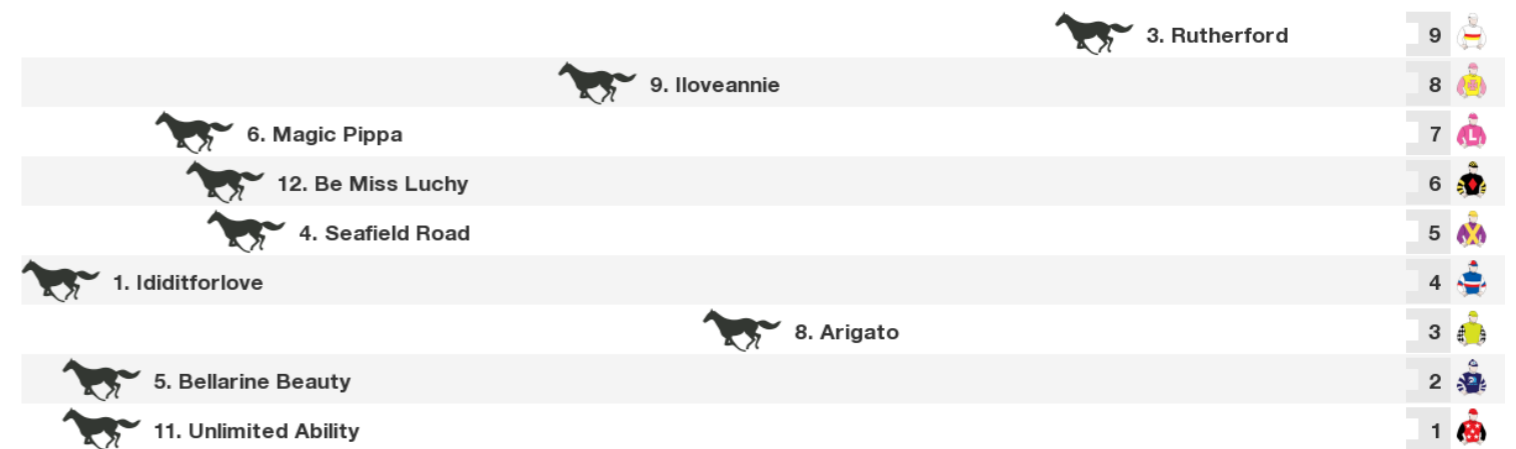 3. Rutherford 9
9. Iloveannie 8
6. Magic Pippa 7
L
12. Be Miss Luchy 6
4. Seafield Road 5
1. Ididitforlove 4
8. Arigato 3
5. Bellarine Beauty 2
11. Unlimited Ability 1